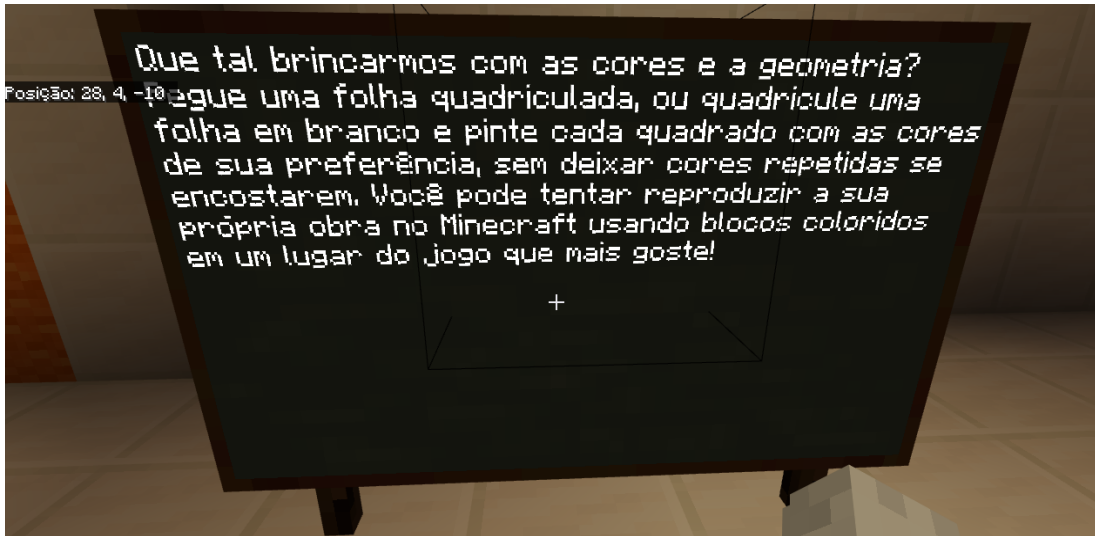 Que tal brincarmos com as cores e a geometria?
Posição: 28, 4, -10
Pegue uma folha quadriculada, ou quadricule uma
folha em branco e pinte cada quadrado com as cores
de sua preferência, sem deixar cores repetidas se
encostarem. Você pode tentar reproduzir a sua
própria obra no Minecraft usando blocos coloridos
em um lugar do jogo que mais goste!